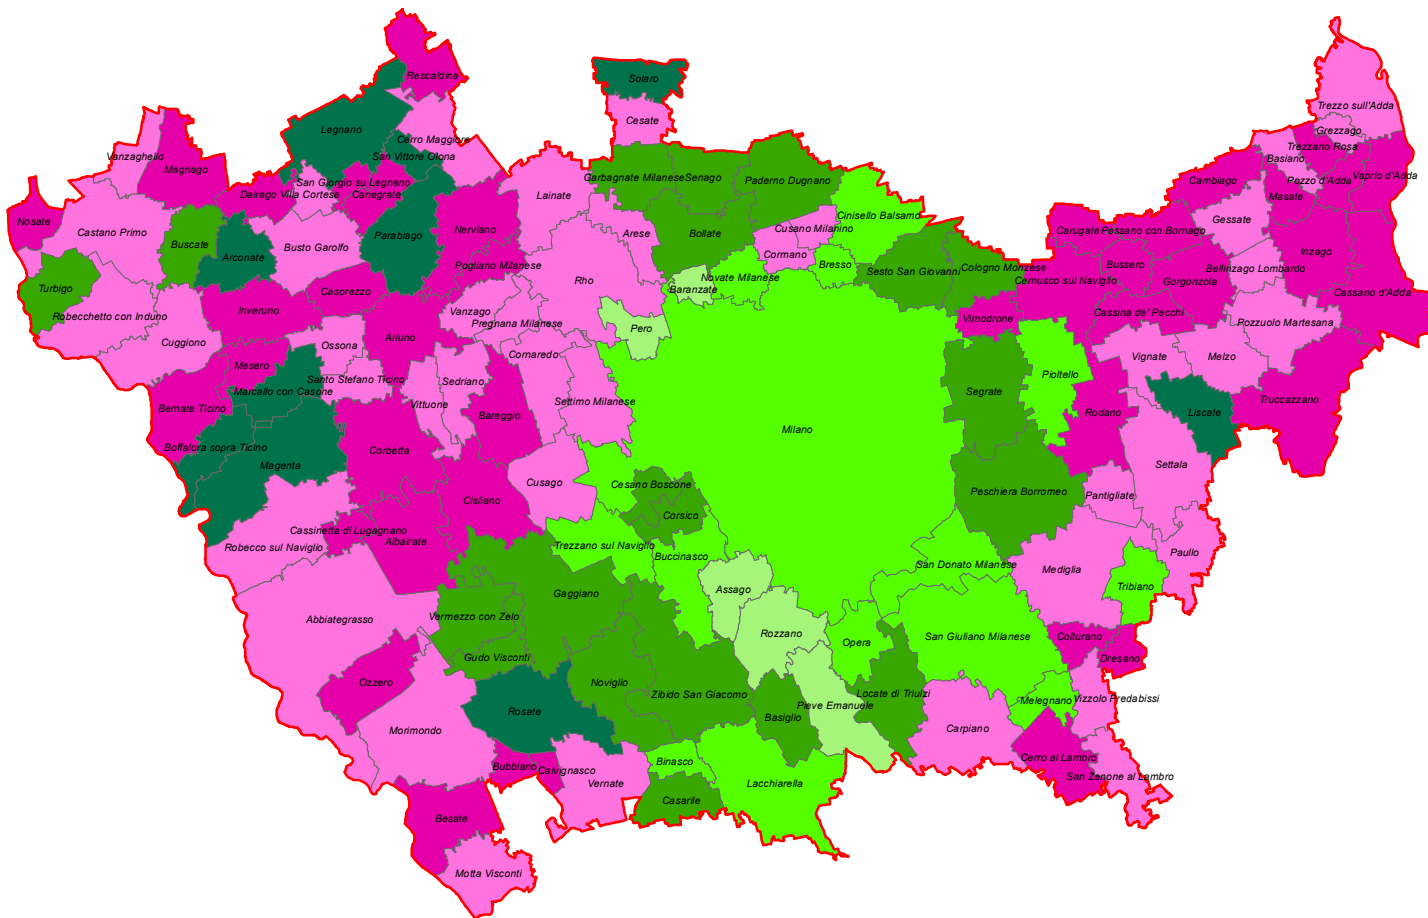 Rescaldina
Solaro
Trezzo sull'Adda
Cesate
Legnano
Grezzago
Cerro Maggiore
Trezzano Rosa
Vanzaghello
San Vittore Olona
Basiano
Magnago
Vaprio d'Adda
Garbagnate Milanese
Senago
Paderno Dugnano
Cambiago
Pozzo d'Adda
San Giorgio su Legnano
Dairago
Villa Cortese
Canegrate
Lainate
Masate
Nosate
Cinisello Balsamo
Gessate
Castano Primo
Nerviano
Arese
Bollate
Cusano Milanino
Carugate
Pessano con Bornago
Parabiago
Buscate
Busto Garolfo
Inzago
Arconate
Cormano
Pogliano Milanese
Bresso
Bussero
Cologno Monzese
Bellinzago Lombardo
Sesto San Giovanni
Novate Milanese
Rho
Cernusco sul Naviglio
Gorgonzola
Turbigo
Casorezzo
Baranzate
Cassano d'Adda
Inveruno
Vanzago
Cassina de' Pecchi
Robecchetto con Induno
Vimodrone
Pregnana Milanese
Pozzuolo Martesana
Pero
Arluno
Cuggiono
Ossona
Cornaredo
Vignate
Melzo
Mesero
Pioltello
Santo Stefano Ticino
Sedriano
Marcallo con Casone
Segrate
Truccazzano
Settimo Milanese
Vittuone
Bernate Ticino
Rodano
Liscate
Bareggio
Milano
Boffalora sopra Ticino
Corbetta
Magenta
Settala
Cusago
Cesano Boscone
Peschiera Borromeo
Pantigliate
Cisliano
Corsico
Cassinetta di Lugagnano
Albairate
Robecco sul Naviglio
Trezzano sul Naviglio
Paullo
Buccinasco
San Donato Milanese
Mediglia
Tribiano
Assago
Gaggiano
Abbiategrasso
Vermezzo con Zelo
Rozzano
San Giuliano Milanese
Colturano
Opera
Gudo Visconti
Dresano
Ozzero
Noviglio
Zibido San Giacomo
Locate di Triulzi
Vizzolo Predabissi
Melegnano
Pieve Emanuele
Rosate
Basiglio
Morimondo
Carpiano
Cerro al Lambro
Binasco
Bubbiano
Calvignasco
San Zenone al Lambro
Vernate
Lacchiarella
Casarile
Besate
Motta Visconti